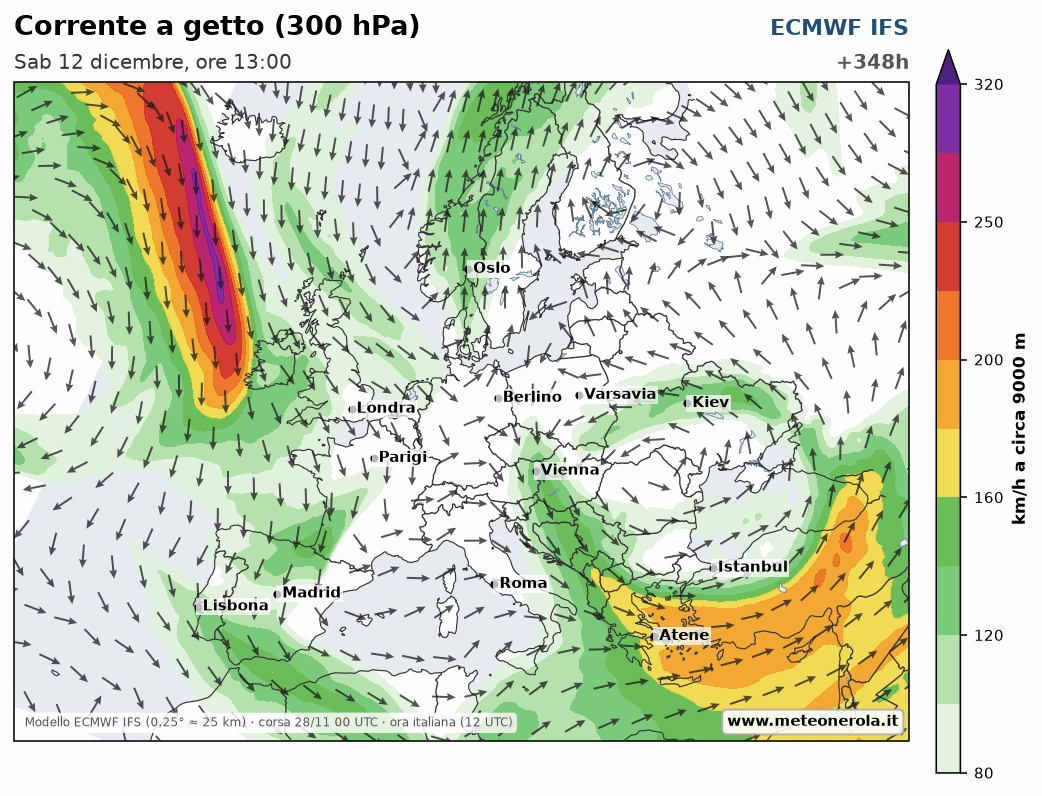 Corrente a getto (300 hPa)
ECMWF IFS
Sab 12 dicembre, ore 13:00
+348h
320
250
200
160
120
80
km/h a circa 9000 m
Oslo
Berlino
Varsavia
Kiev
Londra
Parigi
Vienna
Istanbul
Roma
Madrid
Lisbona
Atene
Modello ECMWF IFS (0,25° ≈ 25 km) · corsa 28/11 00 UTC · ora italiana (12 UTC)
www.meteonerola.it